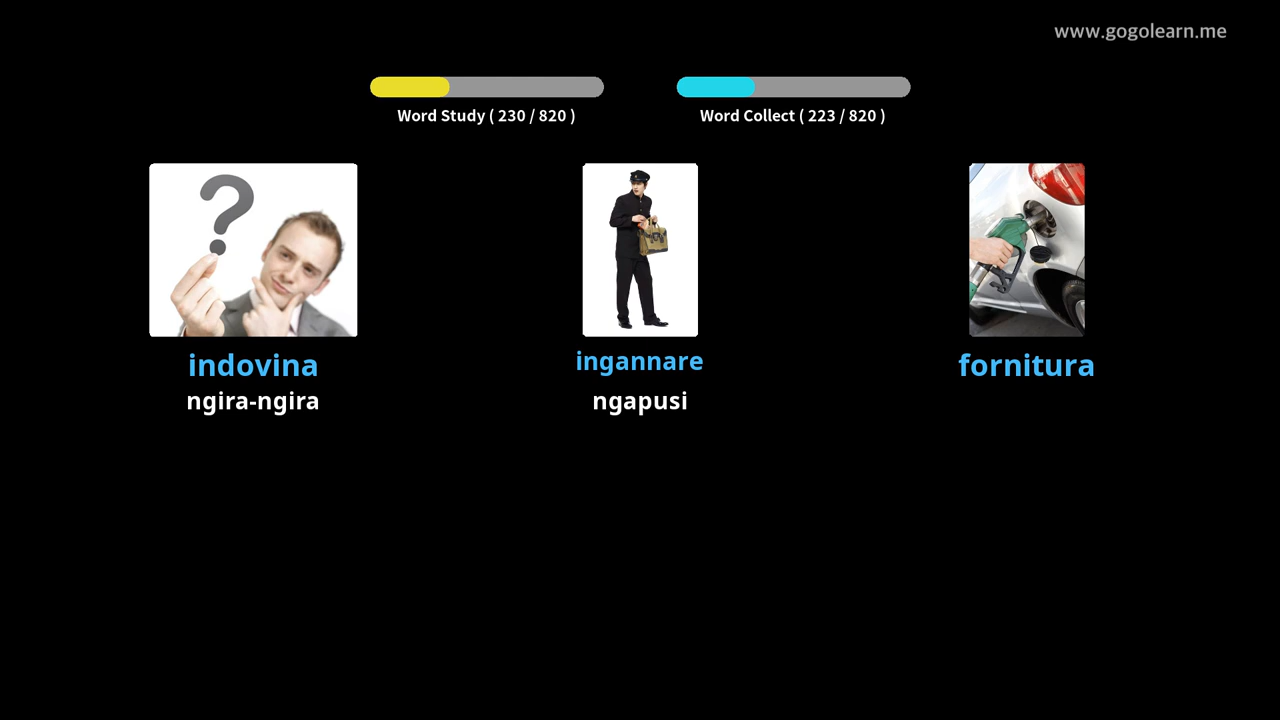 www.gogolearn.me
Word Study ( 230 / 820 )
Word Collect ( 223 / 820 )
indovina
ngira-ngira
ingannare
ngapusi
fornitura